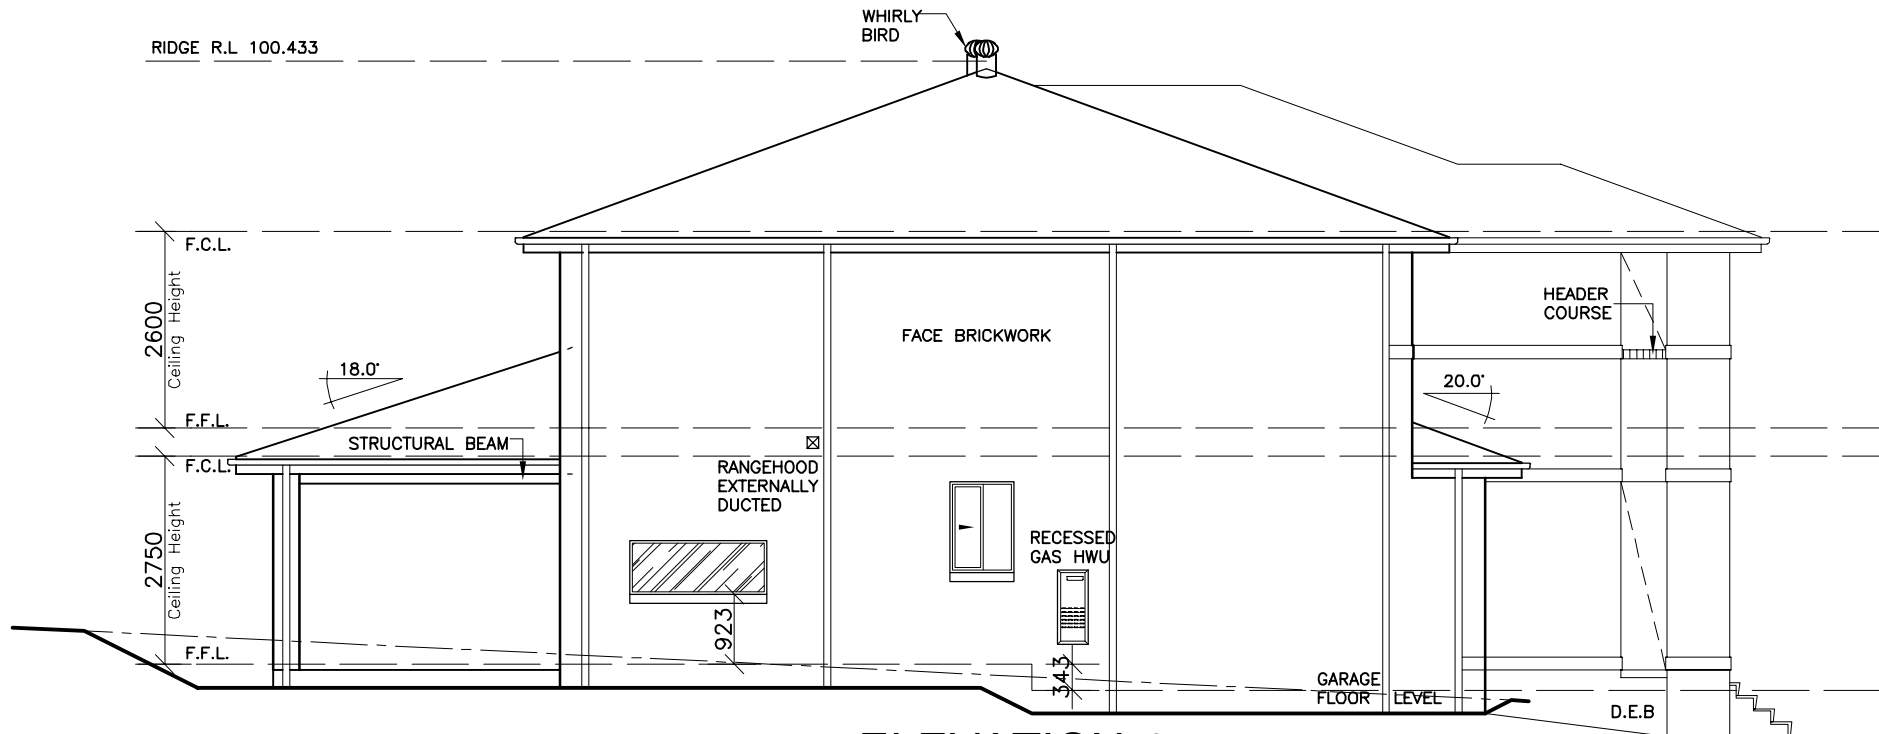 WHIRLY
BIRD
RIDGE R.L 100.433
F.C.L.
2600
Ceiling Height
HEADER
COURSE
FACE BRICKWORK
18.0°
20.0°
F.F.L.
STRUCTURAL BEAM
F.C.L.
RANGEHOOD
EXTERNALLY
DUCTED
2750
Ceiling Height
RECESSED
GAS HWU
923
F.F.L.
343
GARAGE
FLOOR LEVEL
D.E.B
ELEVATION